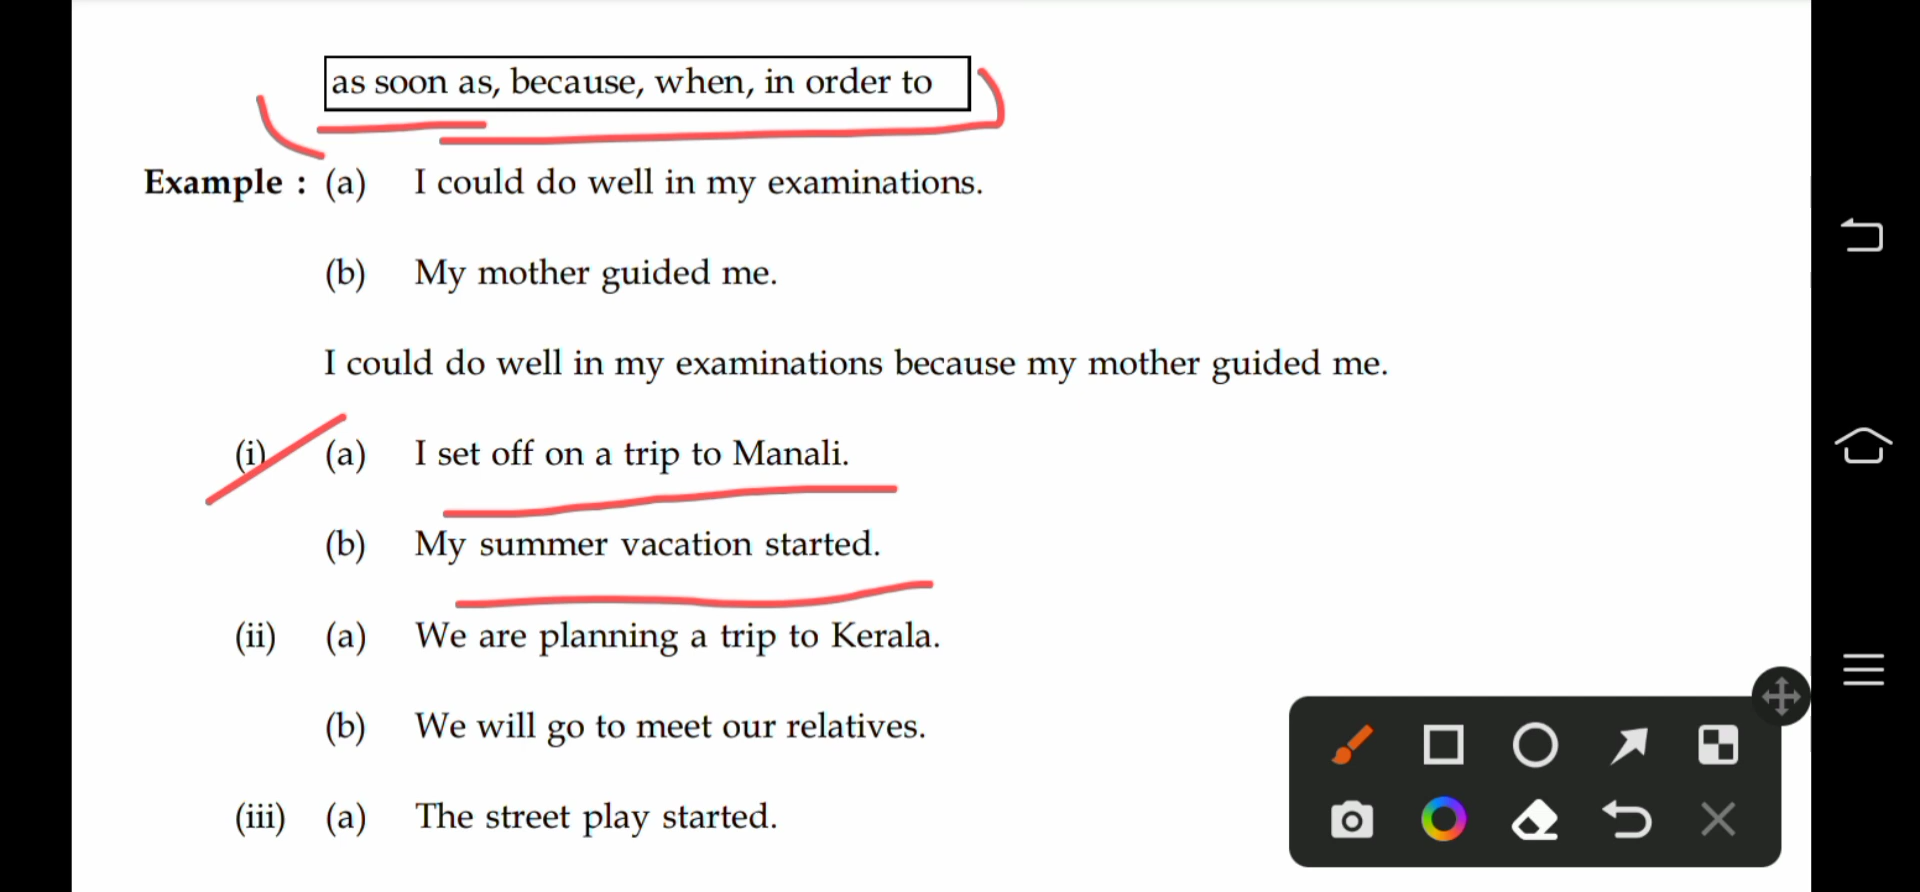 as soon as, because, when, in order to
Example : (a) I could do well in my examinations.
(b) My mother guided me.
I could do well in my examinations because my mother guided me.
(i) (a) I set off on a trip to Manali.
(b) My summer vacation started.
(ii) (a) We are planning a trip to Kerala.
(b) We will go to meet our relatives.
(iii) (a) The street play started.